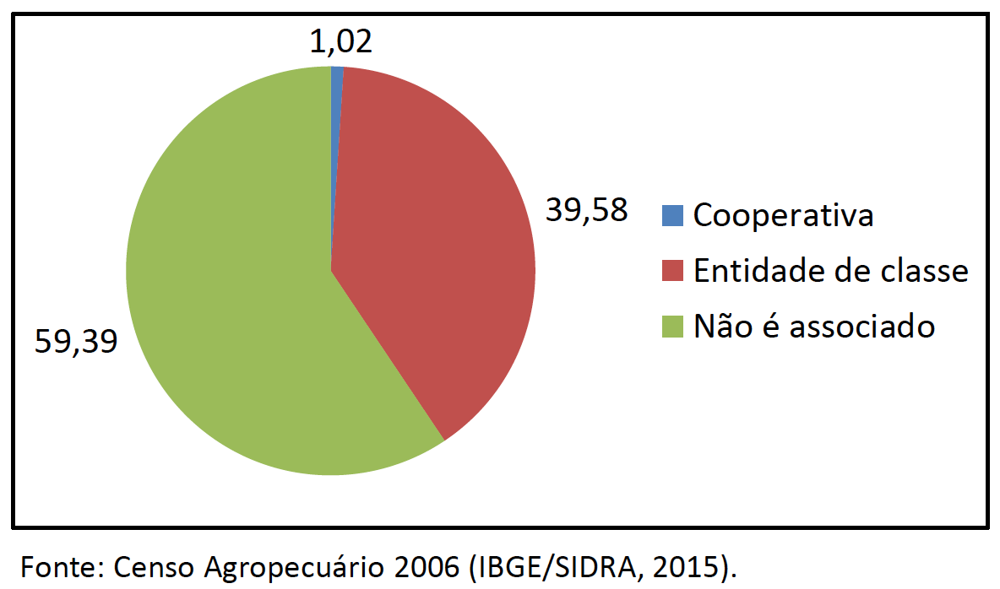 1,02
39,58
59,39
Cooperativa
Entidade de classe
Não é associado
Fonte: Censo Agropecuário 2006 (IBGE/SIDRA, 2015).